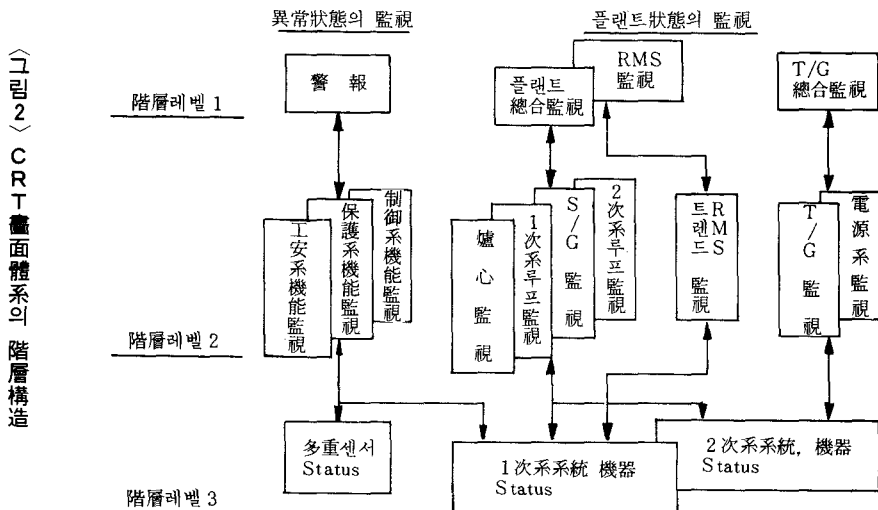 異常狀態의 監視
플랜트狀態의 監視
〈그림 2〉 CRT畵面體系의 階層構造
階層레벨 1
警 報
플랜트
總合監視
RMS
監視
T/G
總合監視
階層레벨 2
工安系機能監視
保護系機能監視
制御系機能監視
爐心監視
1次系루프監視
S/G 監視
2次系루프監視
RMS
트랜드 監視
T/G 監視
電源系監視
階層레벨 3
多重센서
Status
1次系系統 機器
Status
2次系系統, 機器
Status